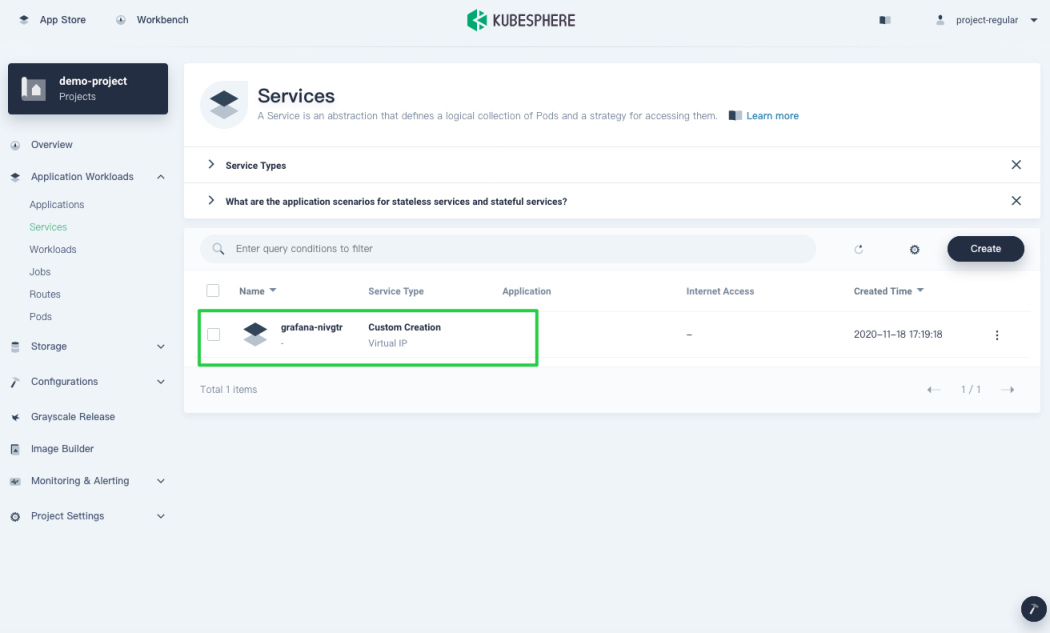 App Store
Workbench
KUBESPHERE
project-regular
demo-project
Projects
Overview
Application Workloads
Applications
Services
Workloads
Jobs
Routes
Pods
Storage
Configurations
Grayscale Release
Image Builder
Monitoring & Alerting
Project Settings
Services
A Service is an abstraction that defines a logical collection of Pods and a strategy for accessing them. Learn more
Service Types
What are the application scenarios for stateless services and stateful services?
Enter query conditions to filter
Create
Name Service Type Application Internet Access Created Time
grafana-nivgtr Custom Creation
- Virtual IP
– 2020-11-18 17:19:18
Total 1 items
1 / 1